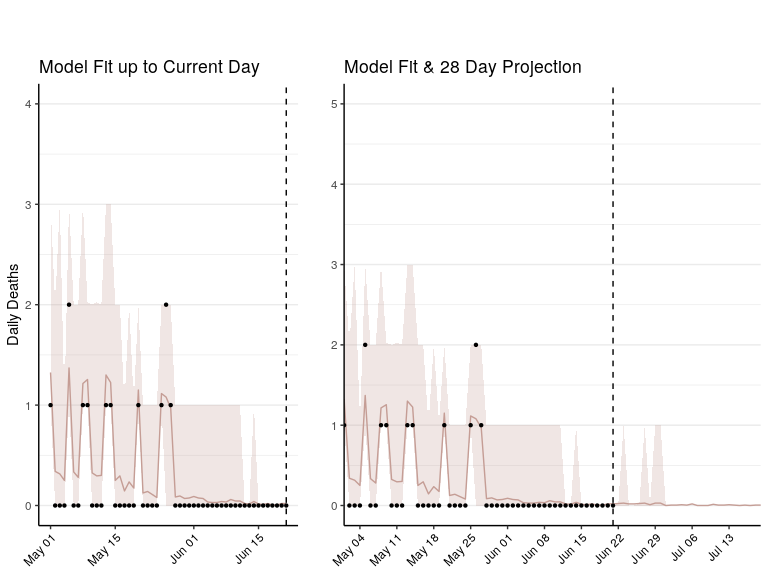 Model Fit up to Current Day
Model Fit & 28 Day Projection
Daily Deaths
4
3
2
1
0
May 01
May 15
Jun 01
Jun 15
5
4
3
2
1
0
May 04
May 11
May 18
May 25
Jun 01
Jun 08
Jun 15
Jun 22
Jun 29
Jul 06
Jul 13